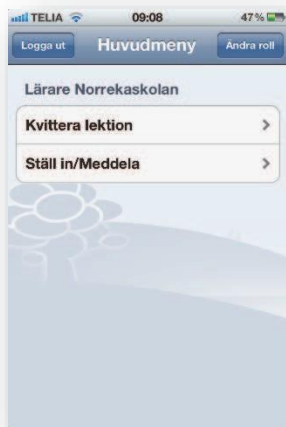 TELIA 09:08 47%
Logga ut Huvudmeny Ändra roll
Lärare Norrekaskolan
Kvittera lektion
Ställ in/Meddela